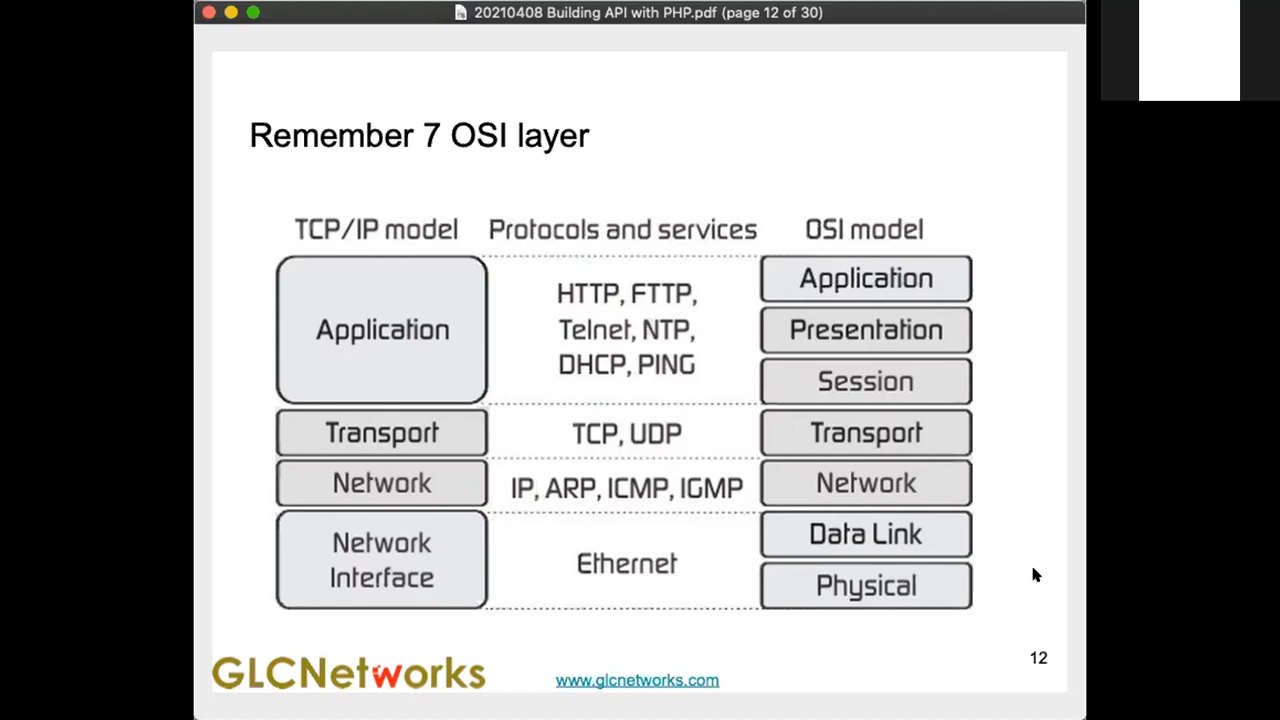 20210408 Building API with PHP.pdf (page 12 of 30)
Remember 7 OSI layer
TCP/IP model
Protocols and services
OSI model
Application
HTTP, FTTP,
Telnet, NTP,
DHCP, PING
Application
Presentation
Session
Transport
TCP, UDP
Transport
Network
IP, ARP, ICMP, IGMP
Network
Network
Interface
Ethernet
Data Link
Physical
GLCNetworks
www.glcnetworks.com
12